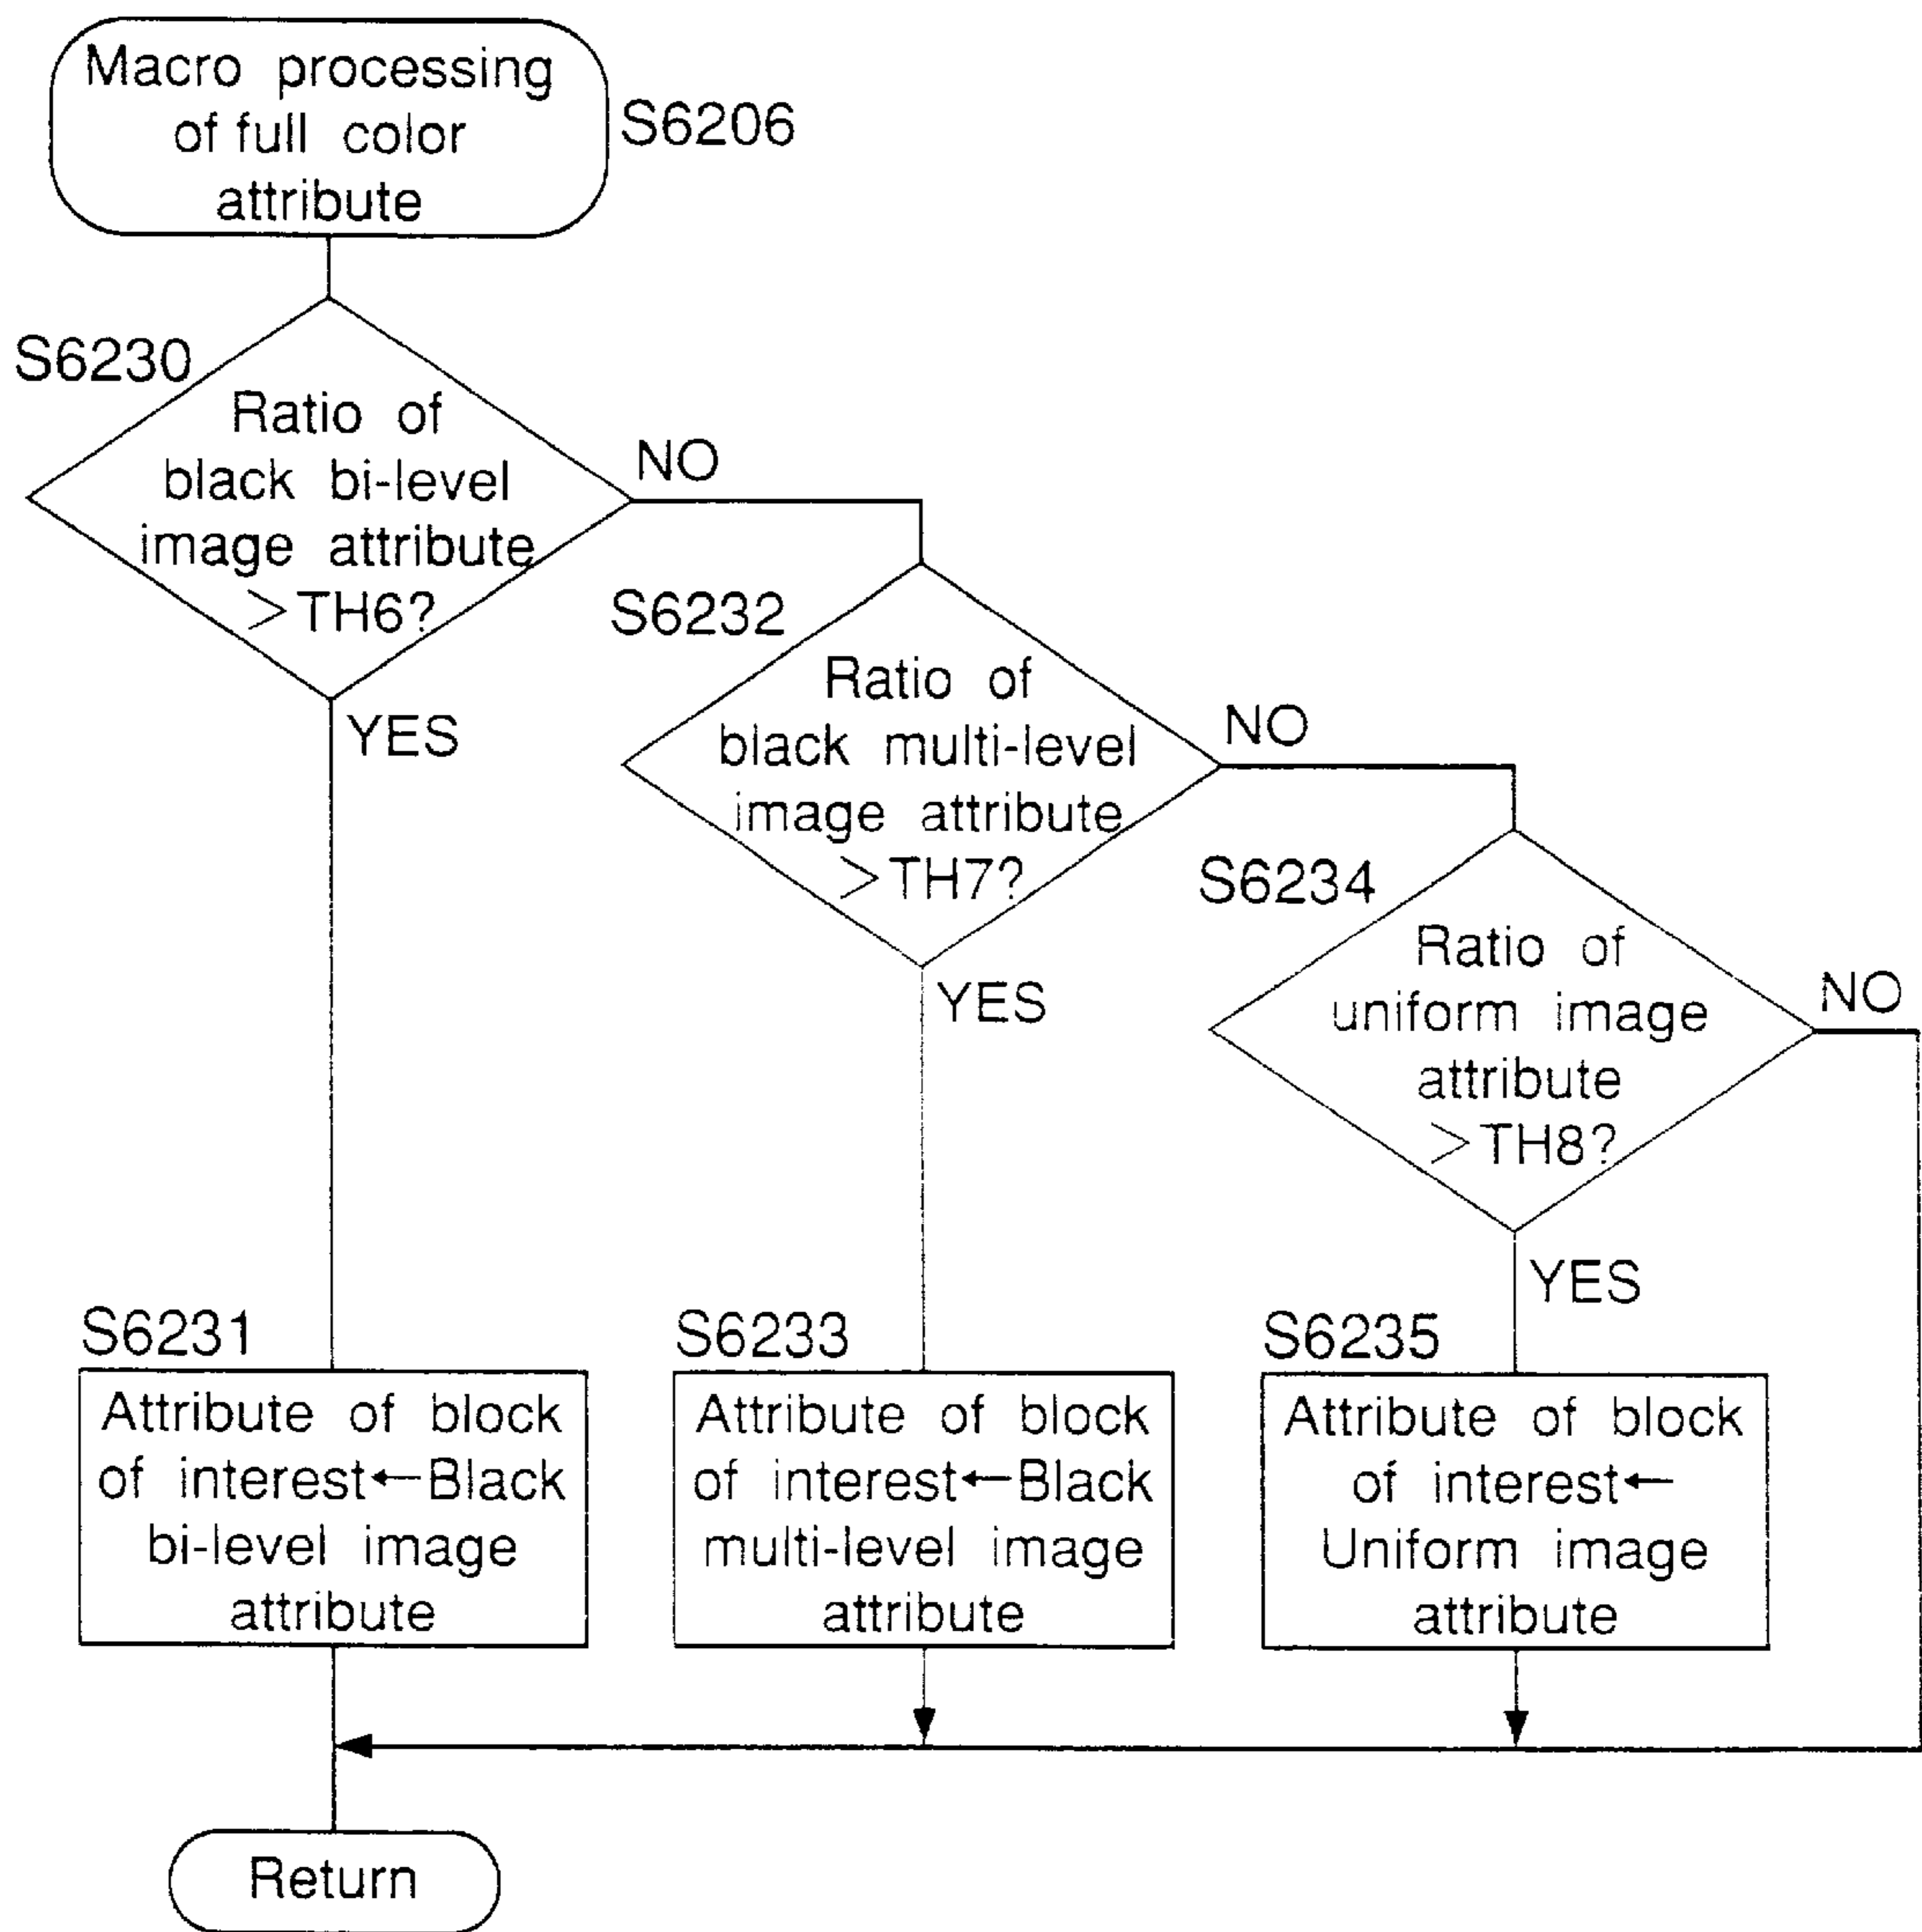 Macro processing
of full color
attribute
S6206
S6230
Ratio of
black bi-level
image attribute
>TH6?
NO
YES
S6232
Ratio of
black multi-level
image attribute
>TH7?
NO
YES
S6234
Ratio of
uniform image
attribute
>TH8?
NO
YES
S6231
Attribute of block
of interest←Black
bi-level image
attribute
S6233
Attribute of block
of interest←Black
multi-level image
attribute
S6235
Attribute of block
of interest←
Uniform image
attribute
Return